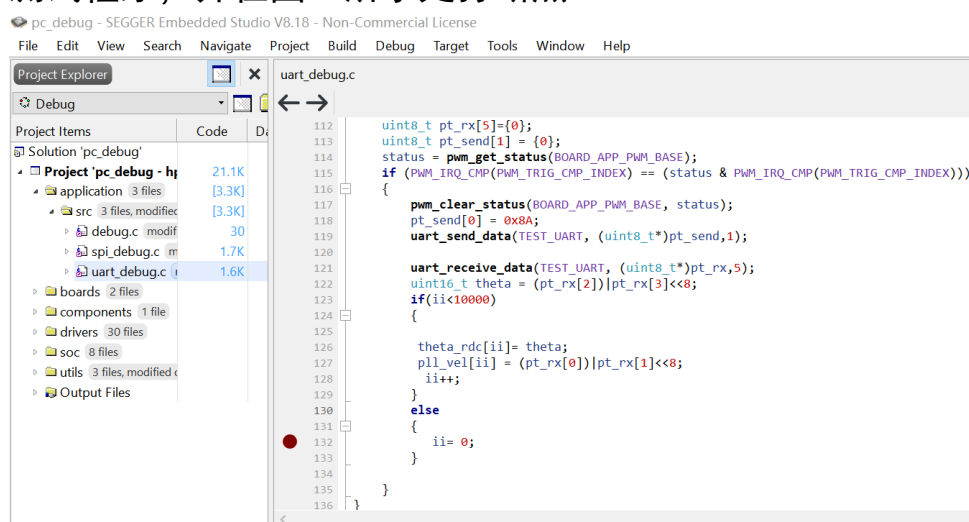 pc_debug - SEGGER Embedded Studio V8.18 - Non-Commercial License
File Edit View Search Navigate Project Build Debug Target Tools Window Help
Project Explorer
uart_debug.c
Debug
Project Items Code Da
Solution 'pc_debug'
Project 'pc_debug - hp 21.1K
application 3 files [3.3K]
src 3 files, modified [3.3K]
debug.c modif 30
spi_debug.c m 1.7K
uart_debug.c 1.6K
boards 2 files
components 1 file
drivers 30 files
soc 8 files
utils 3 files, modified
Output Files
112 uint8_t pt_rx[5]={0};
113 uint8_t pt_send[1] = {0};
114 status = pwm_get_status(BOARD_APP_PWM_BASE);
115 if (PWM_IRQ_CMP(PWM_TRIG_CMP_INDEX) == (status & PWM_IRQ_CMP(PWM_TRIG_CMP_INDEX)))
116 {
117 pwm_clear_status(BOARD_APP_PWM_BASE, status);
118 pt_send[0] = 0x8A;
119 uart_send_data(TEST_UART, (uint8_t*)pt_send,1);
120
121 uart_receive_data(TEST_UART, (uint8_t*)pt_rx,5);
122 uint16_t theta = (pt_rx[2])|pt_rx[3]<<8;
123 if(ii<10000)
124 {
125
126 theta_rdc[ii]= theta;
127 pll_vel[ii] = (pt_rx[0])|pt_rx[1]<<8;
128 ii++;
129 }
130 else
131 {
132 ii= 0;
133 }
134
135 }
136 }